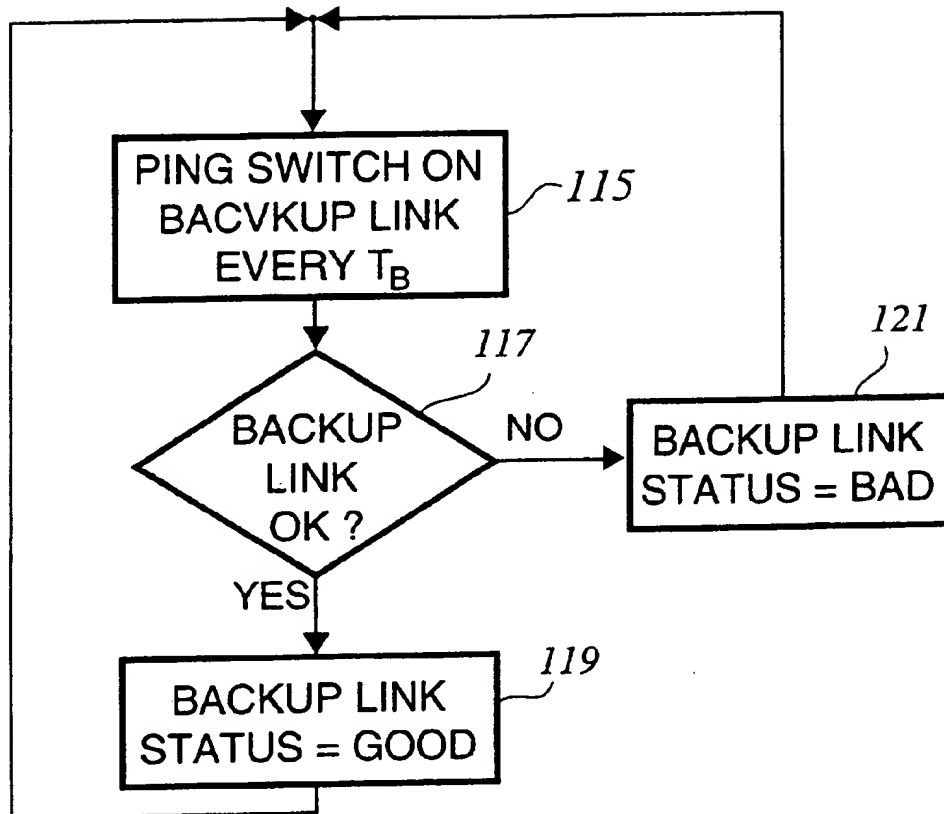 PING SWITCH ON
BACVKUP LINK
EVERY T_B
115
117
BACKUP
LINK
OK ?
NO
YES
121
BACKUP LINK
STATUS = BAD
119
BACKUP LINK
STATUS = GOOD